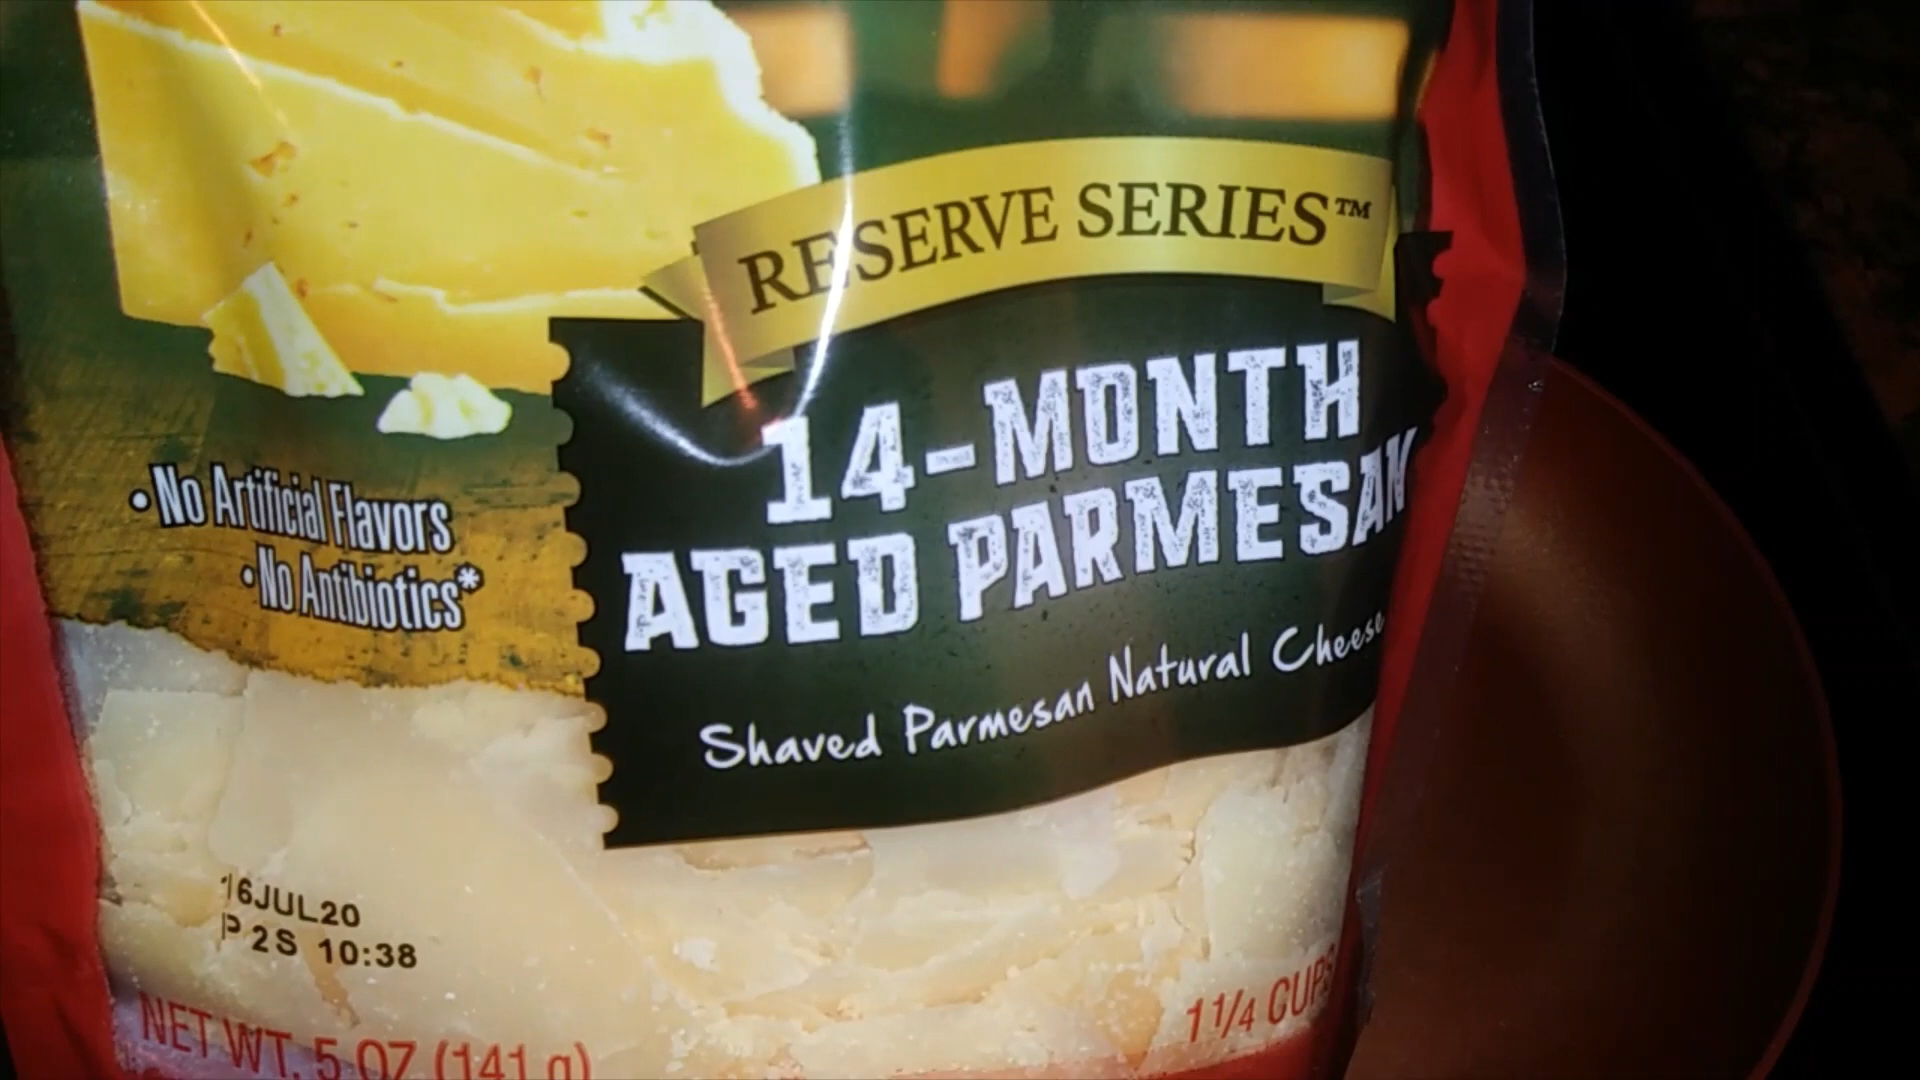 RESERVE SERIES™
14-MONTH
AGED PARMESAN
Shaved Parmesan Natural Cheese
• No Artificial Flavors
• No Antibiotics*
16JUL20
P 2S 10:38
NET WT. 5 OZ (141 g)
1 1/4 CUPS